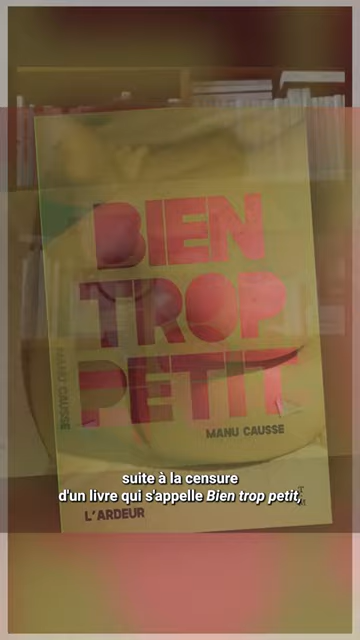 BIEN
TROP
PETIT
MANU CAUSSE
MANU CAUSSE
suite à la censure
d'un livre qui s'appelle Bien trop petit,
L'ARDEUR